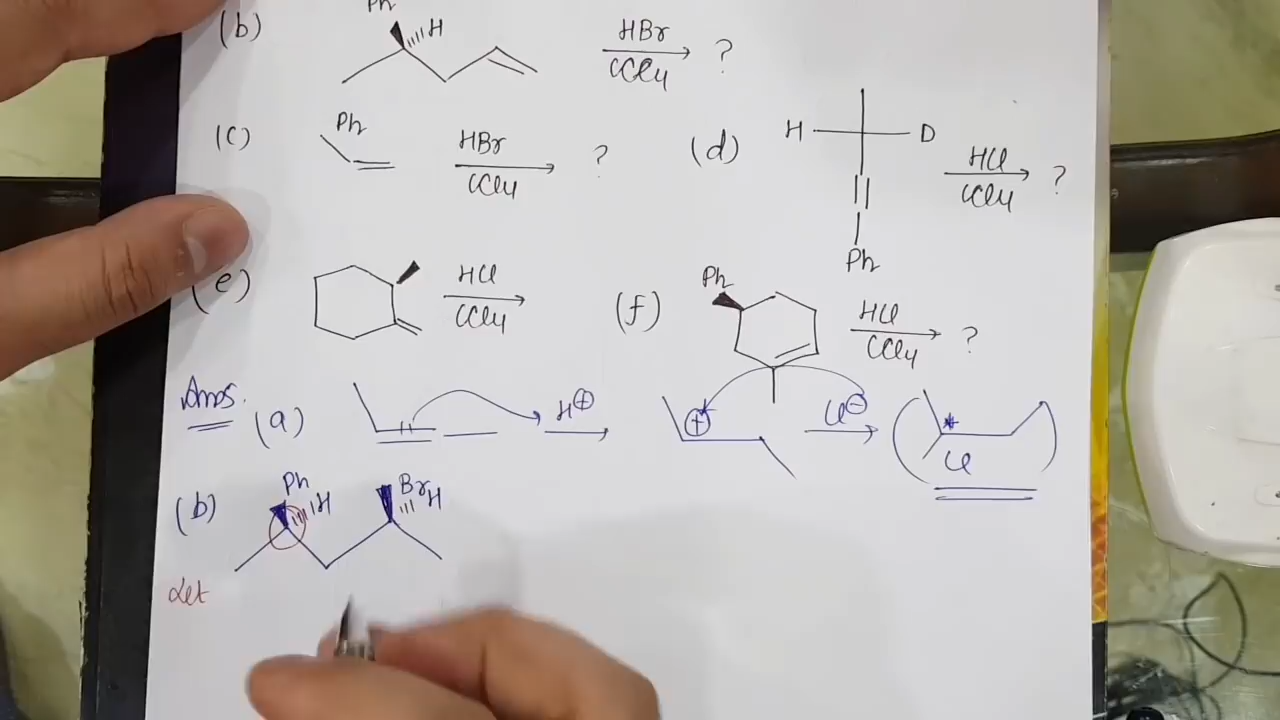 (b) Ph H HBr CCl4 ?
(c) Ph HBr CCl4 ?
(d) H D Ph HCl CCl4 ?
(e) HCl CCl4
(f) Ph HCl CCl4 ?
Ans. (a) H⊕ ⊕ Cl⊖ * Cl
(b) Ph H Br H
Let